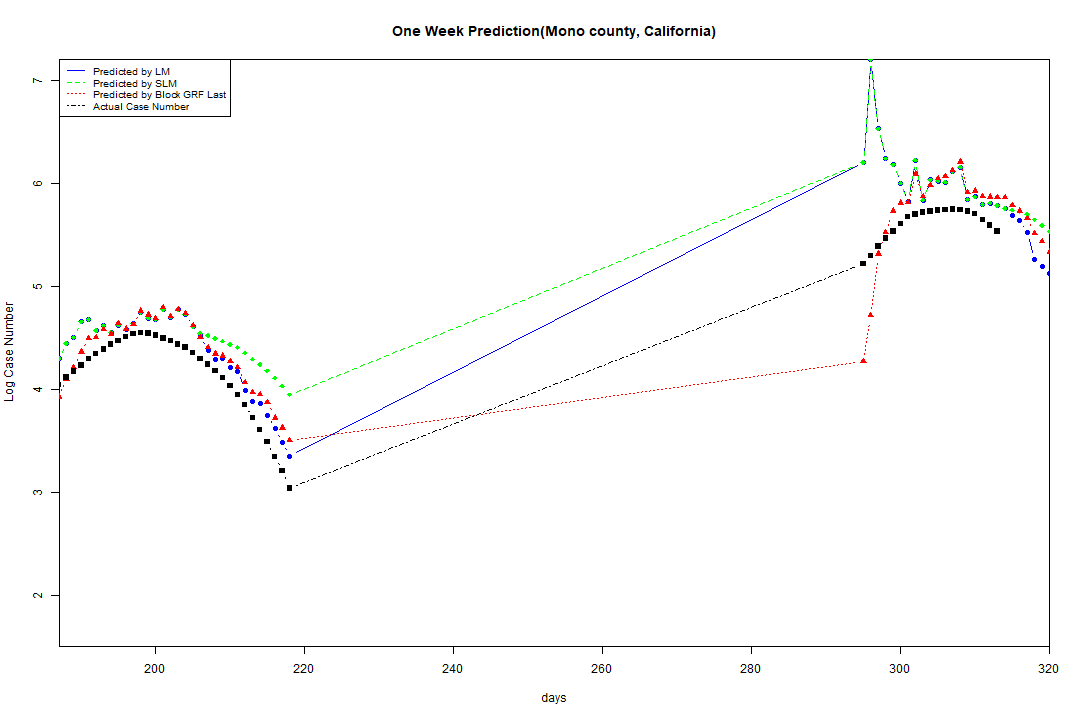 One Week Prediction(Mono county, California)
Predicted by LM
Predicted by SLM
Predicted by Block GRF Last
Actual Case Number
7
6
5
4
3
2
Log Case Number
200 220 240 260 280 300 320
days